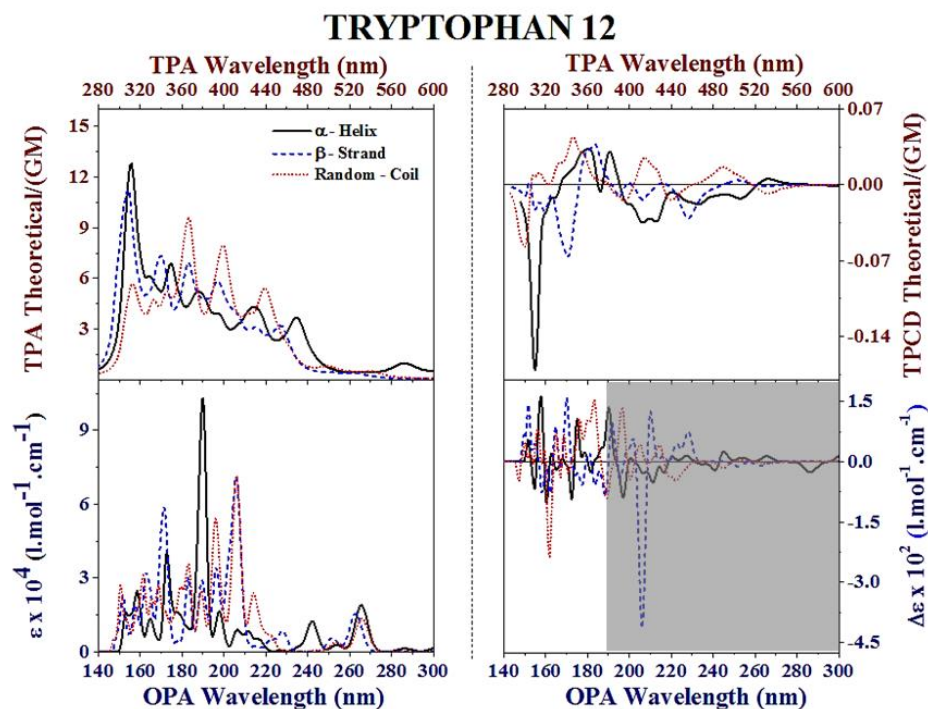 TRYPTOPHAN 12
TPA Wavelength (nm)
280 320 360 400 440 480 520 560 600
TPA Theoretical/(GM)
15
12
9
6
3
α - Helix
β - Strand
Random - Coil
ε x 10⁴ (l.mol⁻¹.cm⁻¹)
9
6
3
0
140 160 180 200 220 240 260 280 300
OPA Wavelength (nm)
TPA Wavelength (nm)
280 320 360 400 440 480 520 560 600
0.07
0.00
-0.07
-0.14
TPCD Theoretical/(GM)
1.5
0.0
-1.5
-3.0
-4.5
Δε x 10² (l.mol⁻¹.cm⁻¹)
140 160 180 200 220 240 260 280 300
OPA Wavelength (nm)